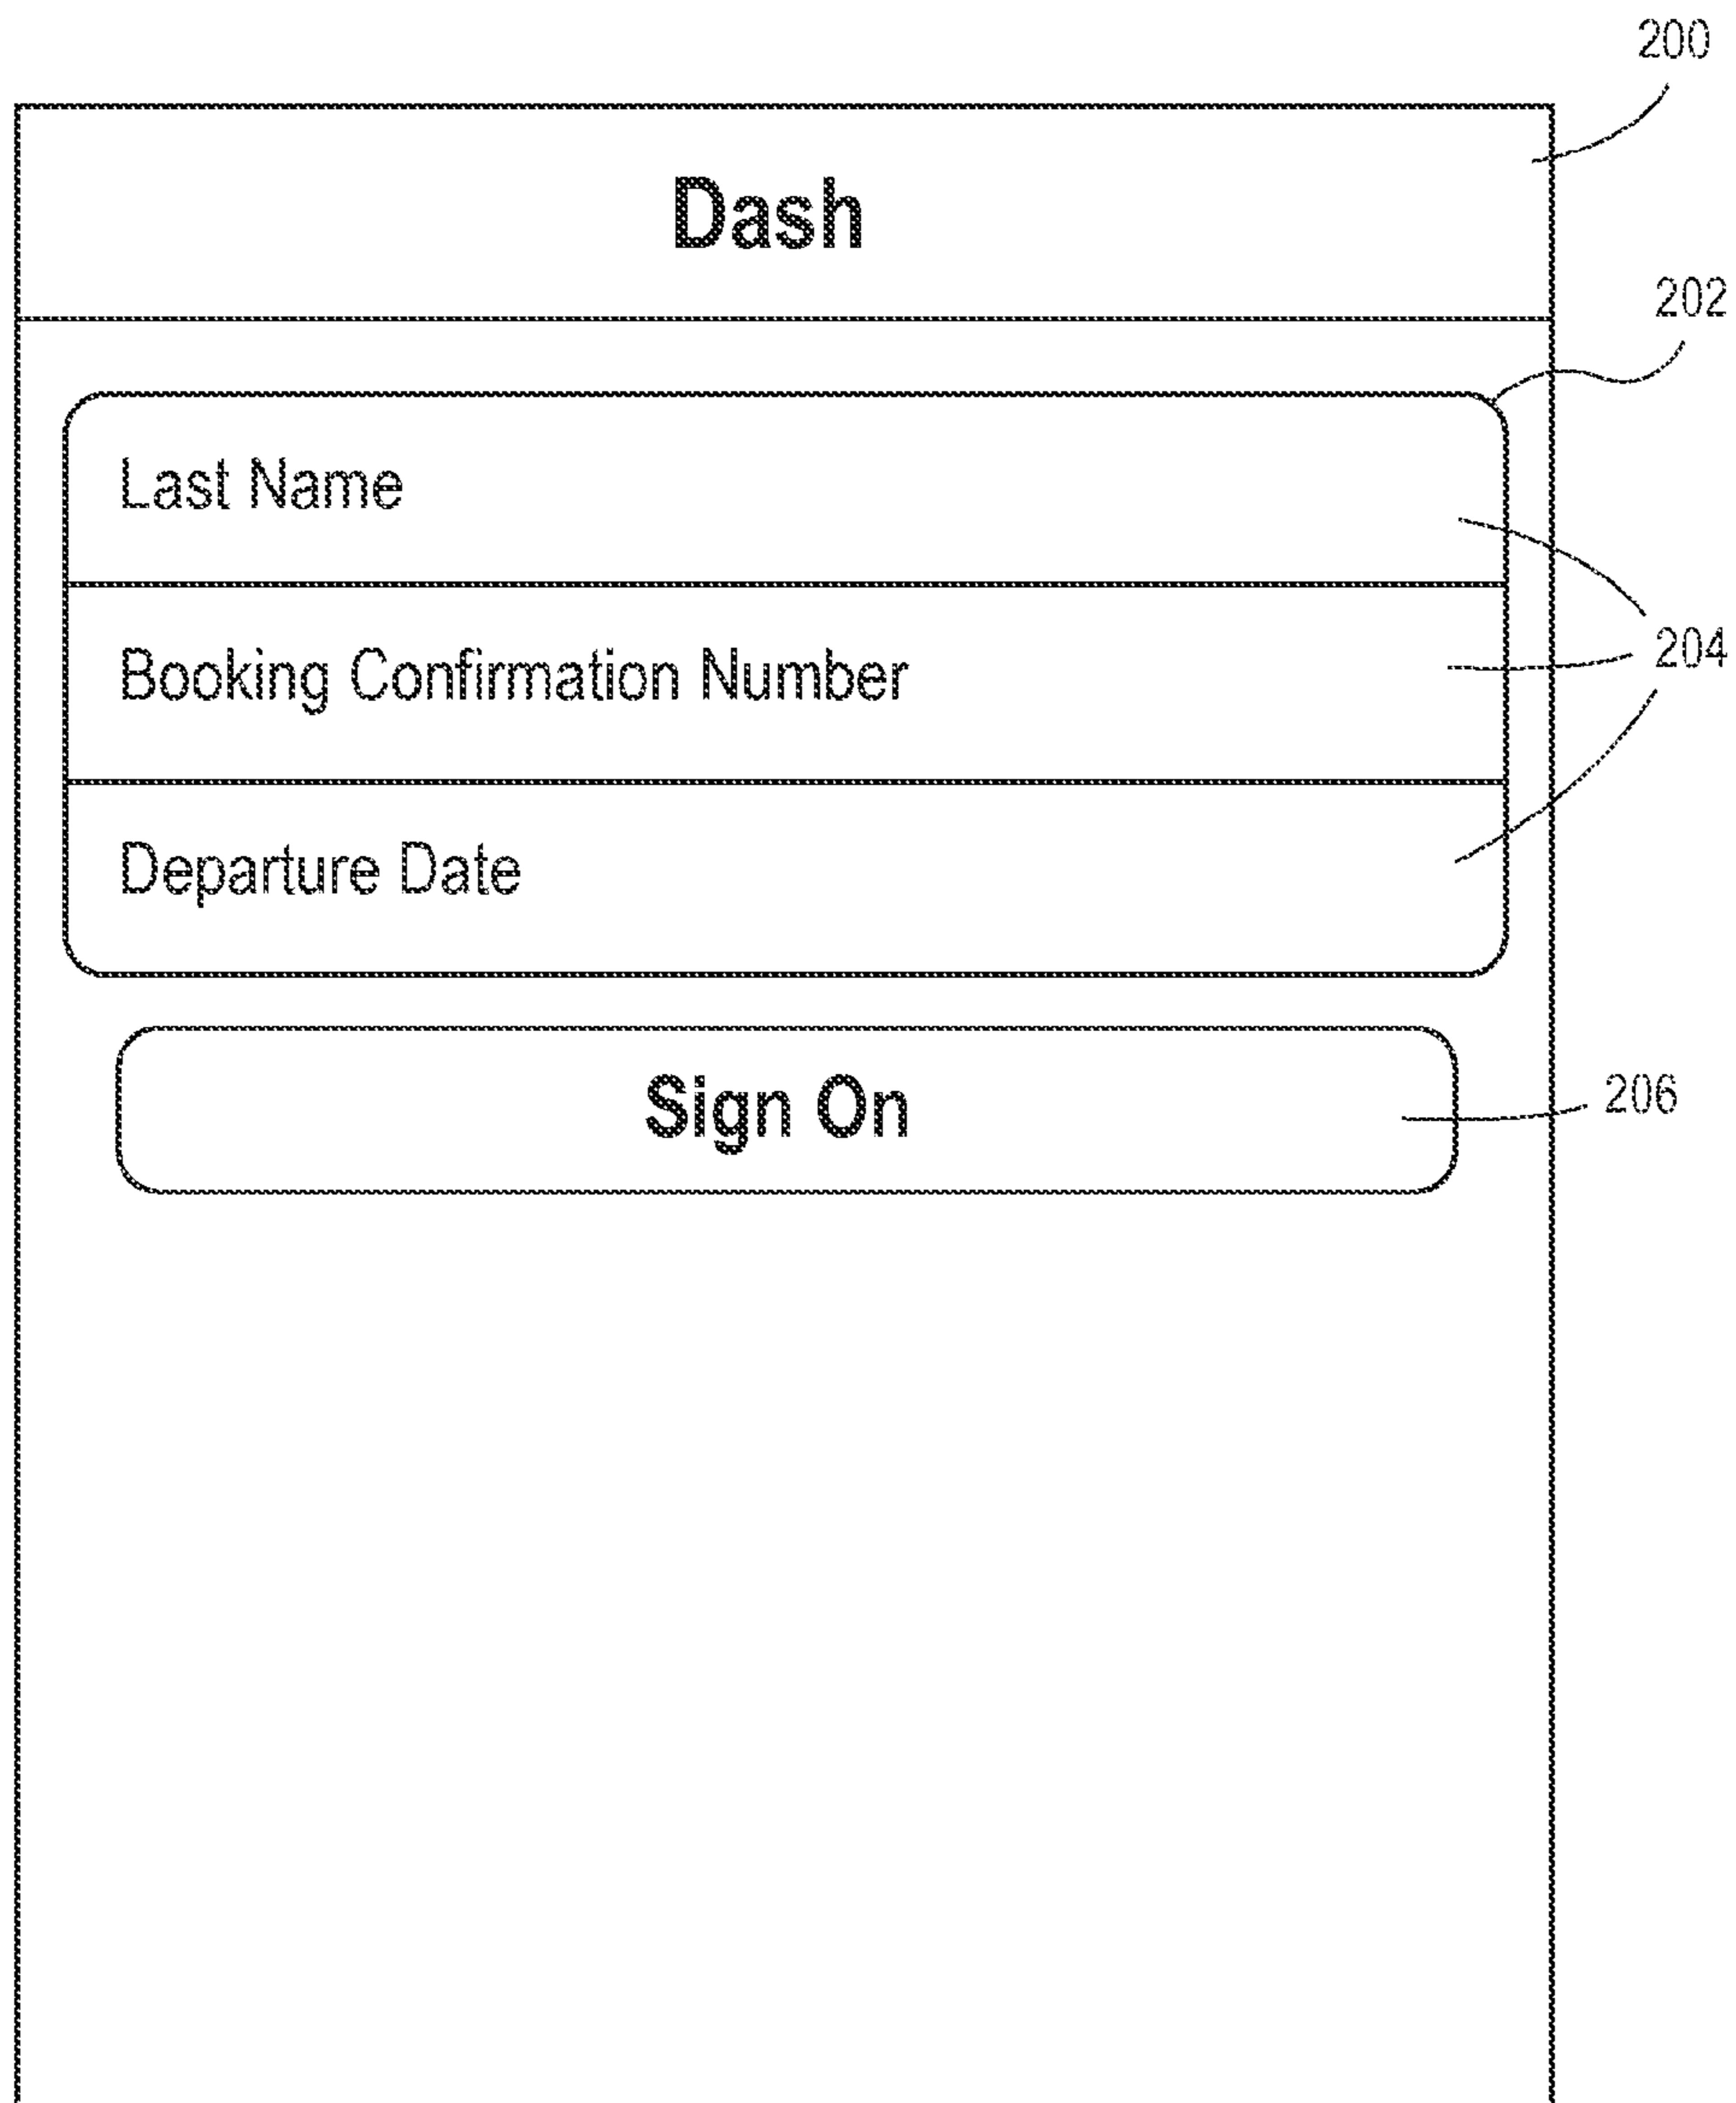 200
Dash
202
Last Name
Booking Confirmation Number
204
Departure Date
Sign On
206